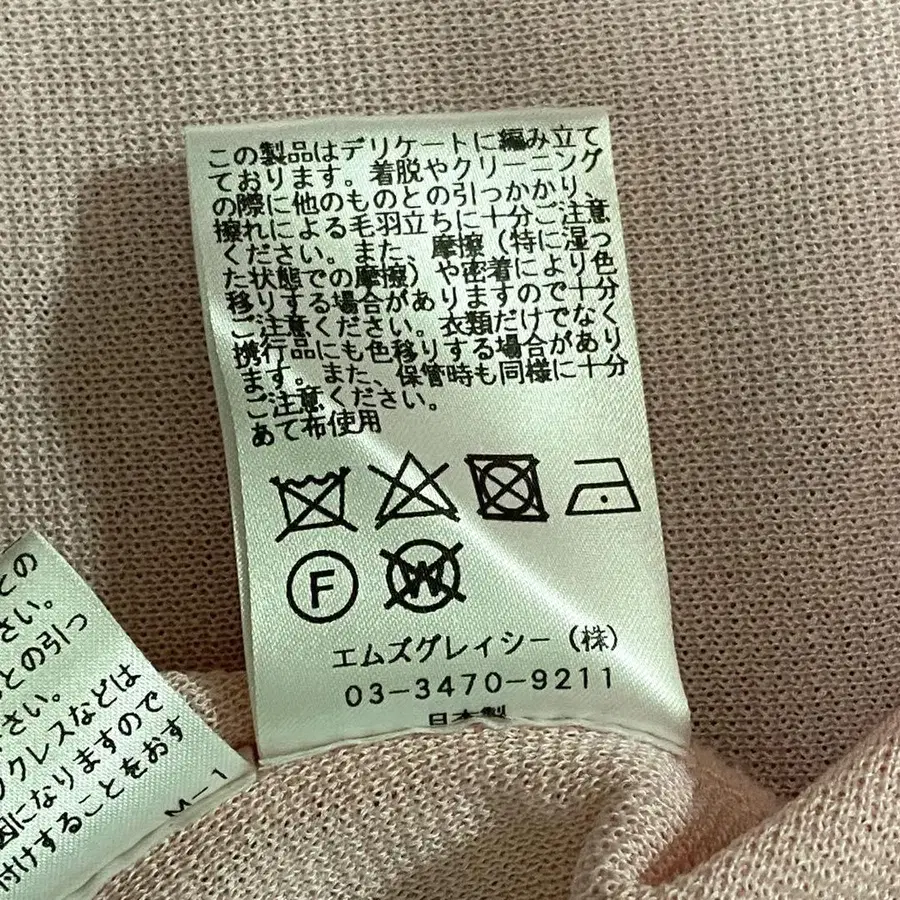 この製品はデリケートに編み立て
ております。着脱やクリーニング
の際に他のものとの引っかかり、
擦れによる毛羽立ちに十分ご注意
ください。また、摩擦（特に湿っ
た状態での摩擦）や密着により色
移りする場合がありますので十分
ご注意ください。衣類だけでなく
携行品にも色移りする場合があり
ます。また、保管時も同様に十分
ご注意ください。
あて布使用
F
W
エムズグレイシー（株）
03-3470-9211
日本製
との
さい。
との引っ
さい。
ックレスなどは
因になりますので
付けすることをおす
M-1